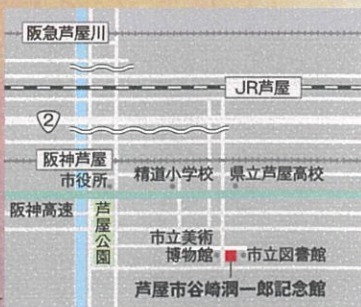 阪急芦屋川
JR芦屋
2
阪神芦屋
市役所
精道小学校
県立芦屋高校
阪神高速
芦屋公園
市立美術
博物館
市立図書館
芦屋市谷崎潤一郎記念館